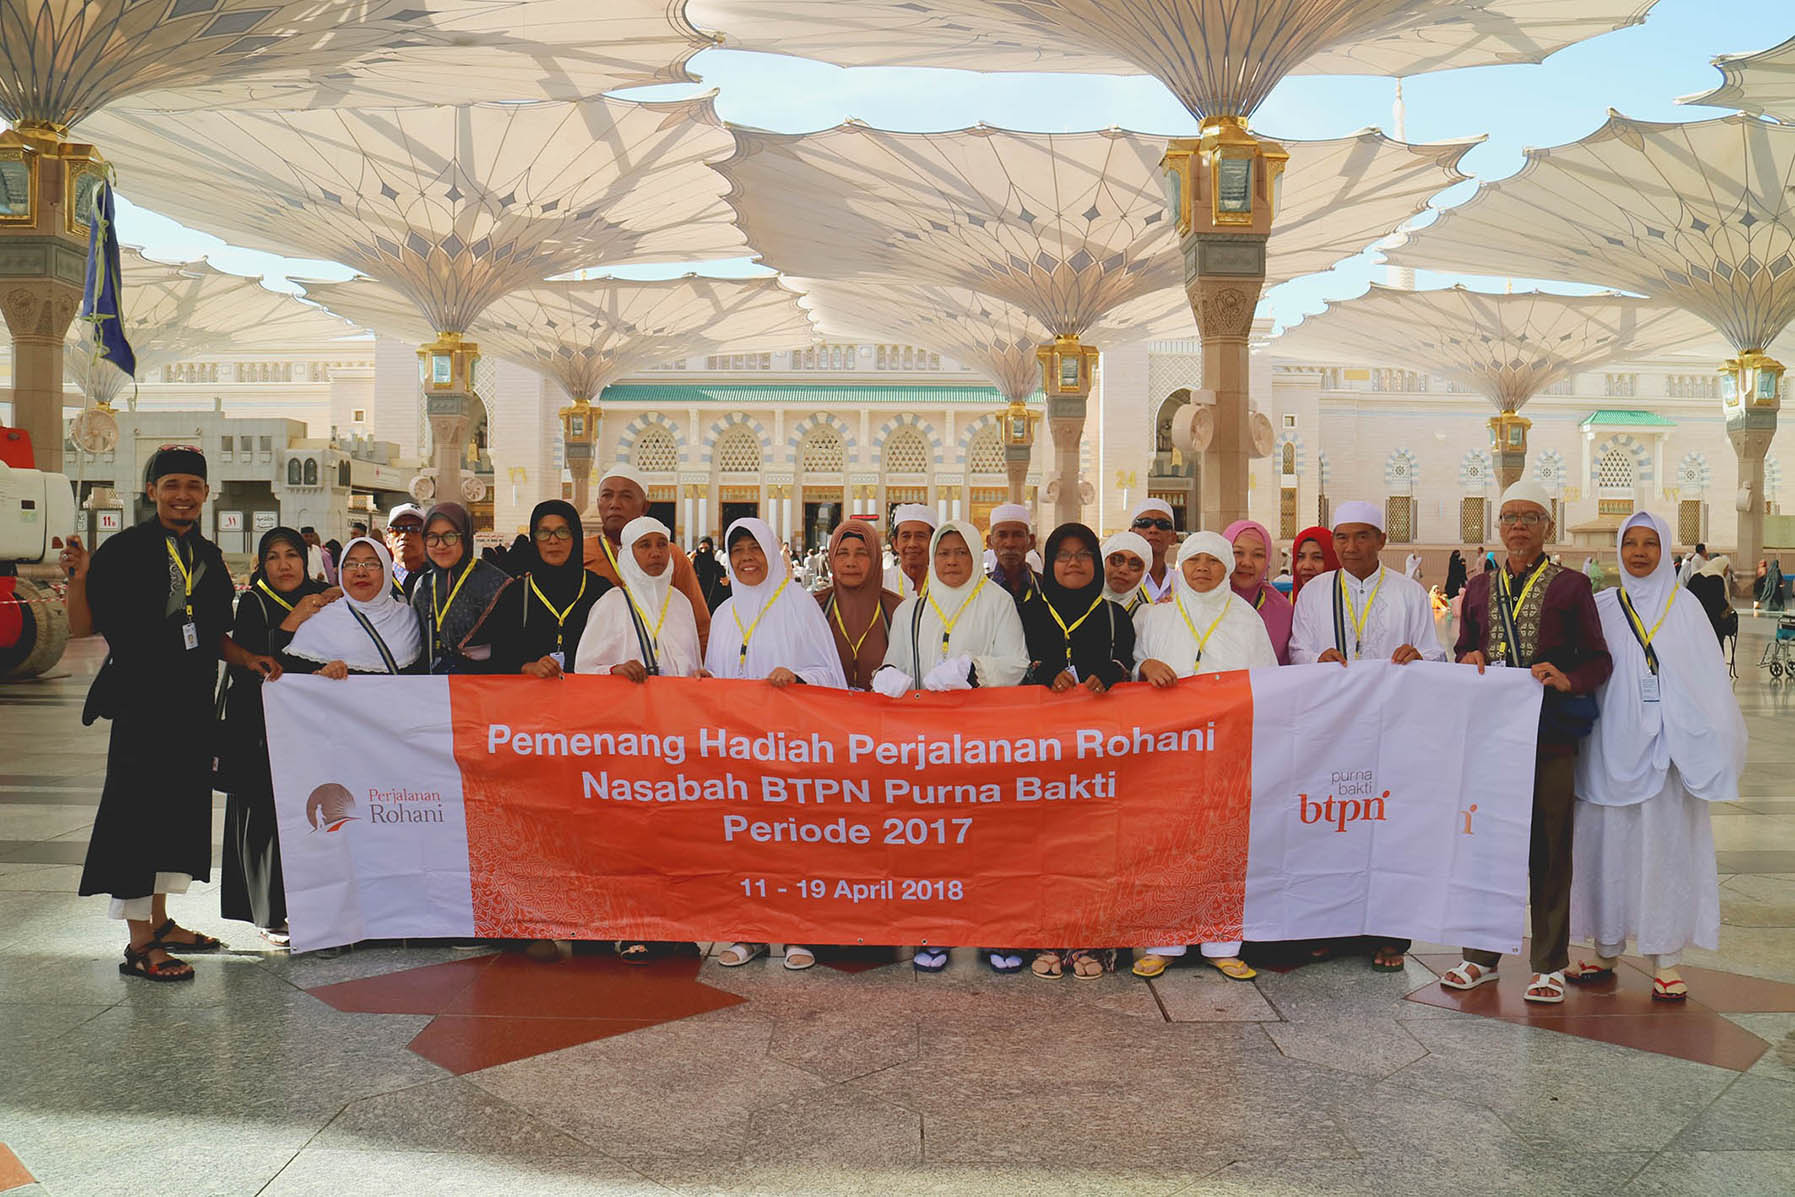 Pemenang Hadiah Perjalanan Rohani
Nasabah BTPN Purna Bakti
Periode 2017
11 - 19 April 2018
Perjalanan
Rohani
purna
bakti
btpn